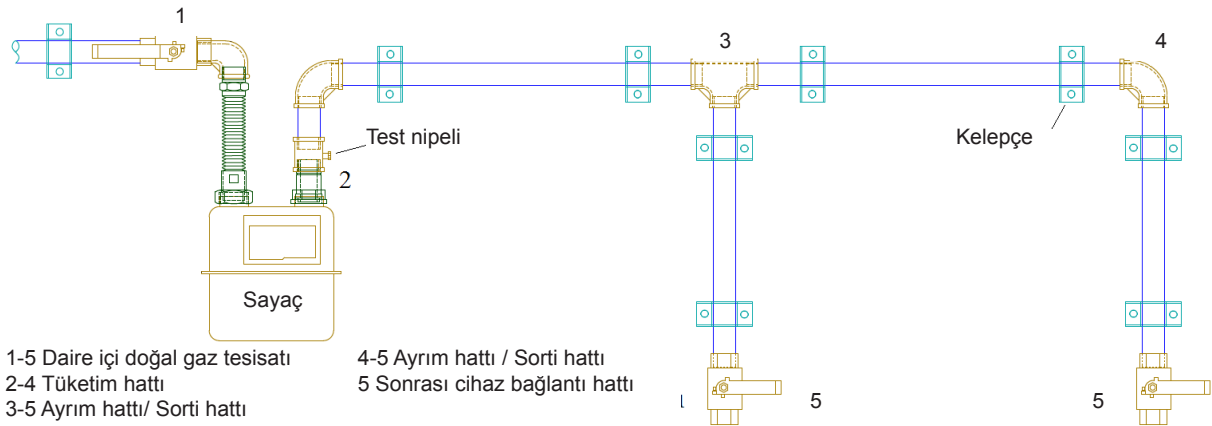 1
3
4
Test nipeli
Kelepçe
2
Sayaç
1-5 Daire içi doğal gaz tesisatı
2-4 Tüketim hattı
3-5 Ayrım hattı/ Sorti hattı
4-5 Ayrım hattı / Sorti hattı
5 Sonrası cihaz bağlantı hattı
5
5